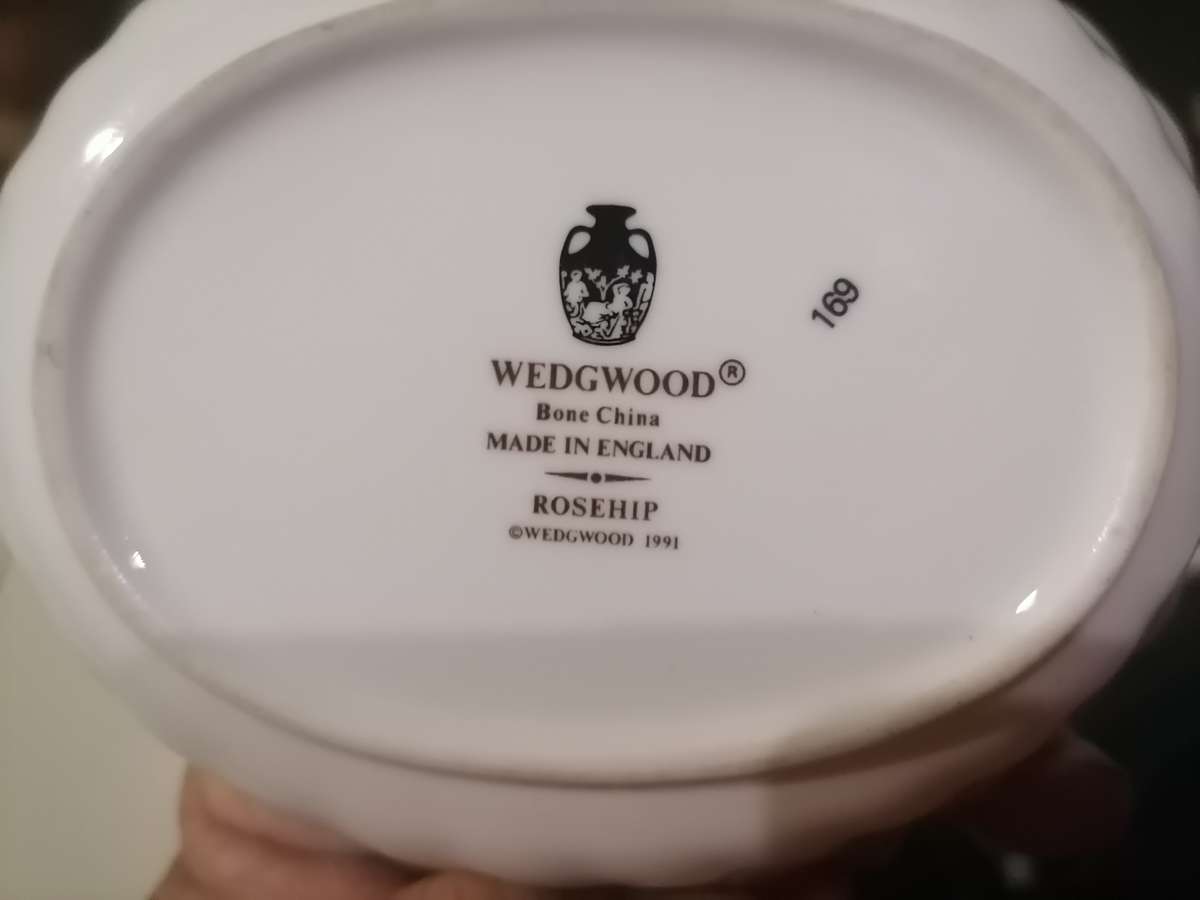 WEDGWOOD®
Bone China
MADE IN ENGLAND
ROSEHIP
©WEDGWOOD 1991
169